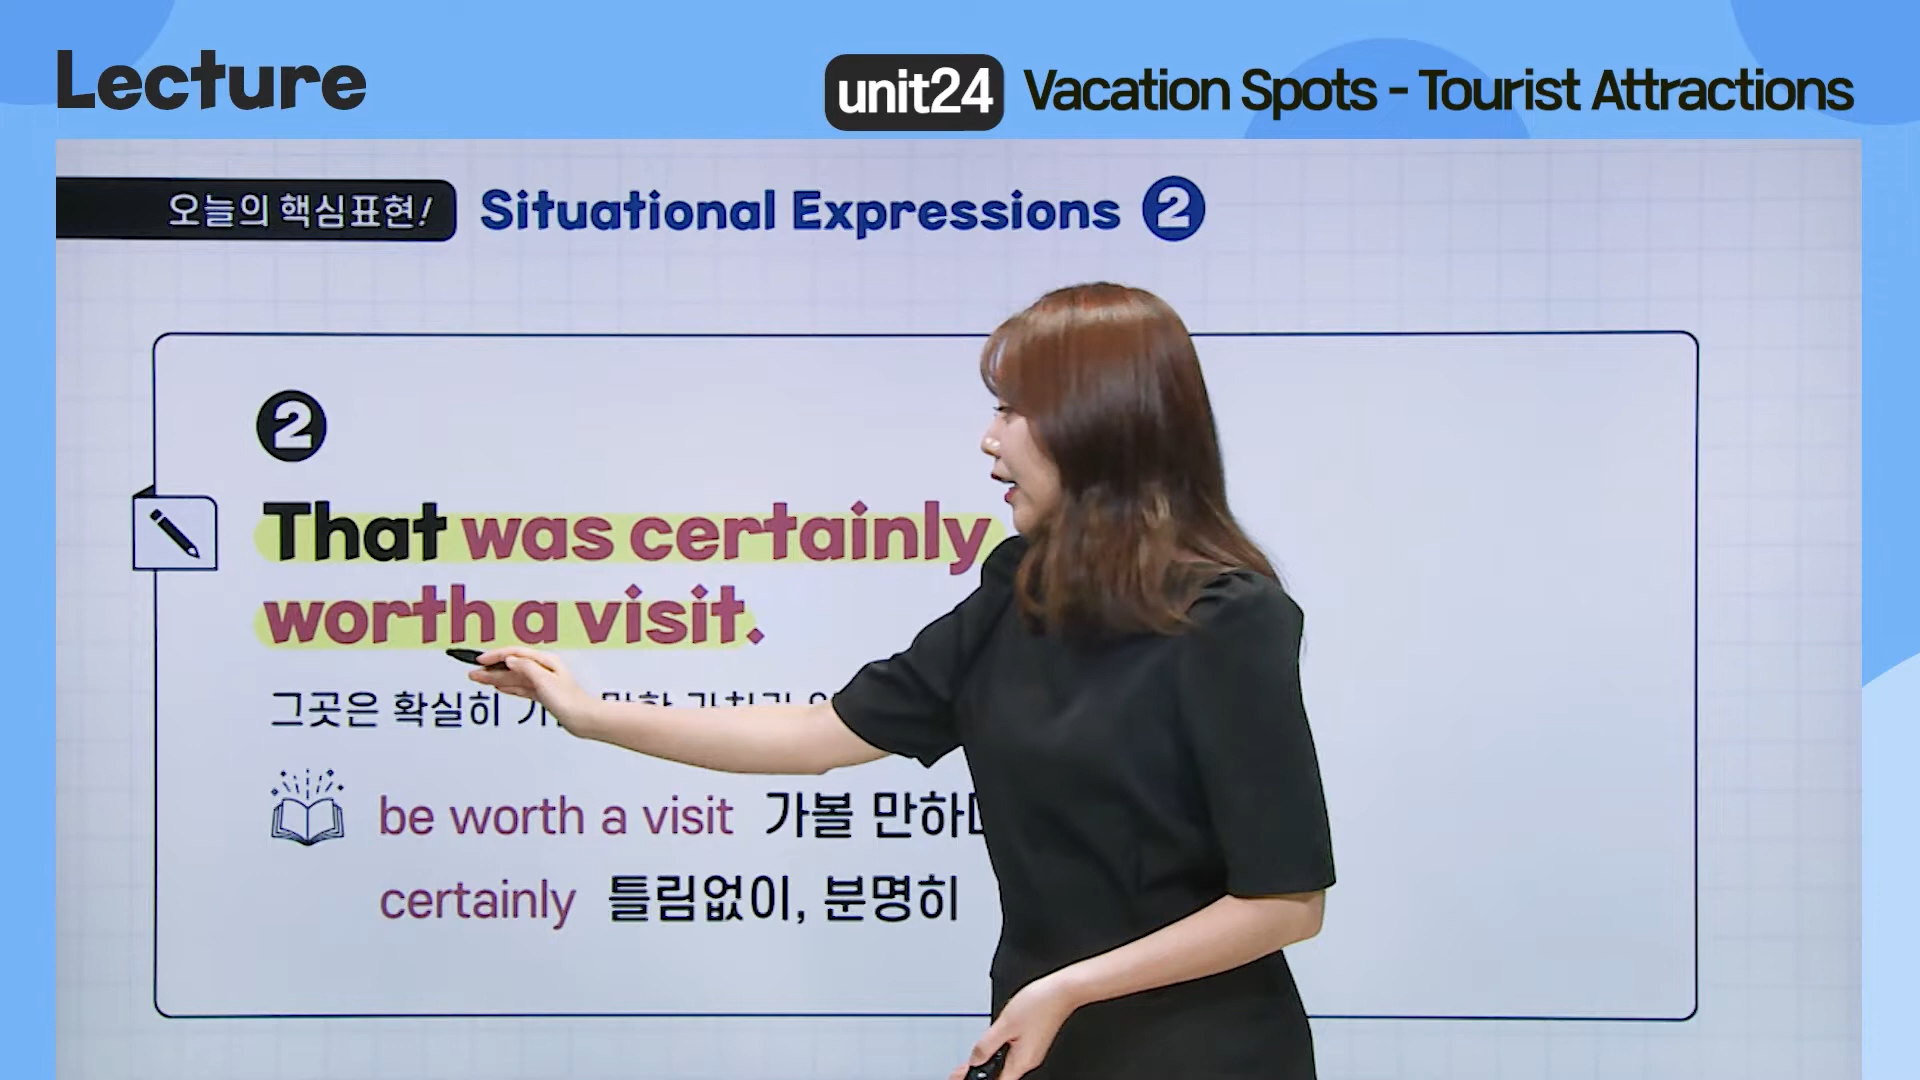 Lecture
unit24 Vacation Spots - Tourist Attractions
오늘의 핵심표현! Situational Expressions 2
2
That was certainly
worth a visit.
그곳은 확실히
be worth a visit 가볼 만하다
certainly 틀림없이, 분명히